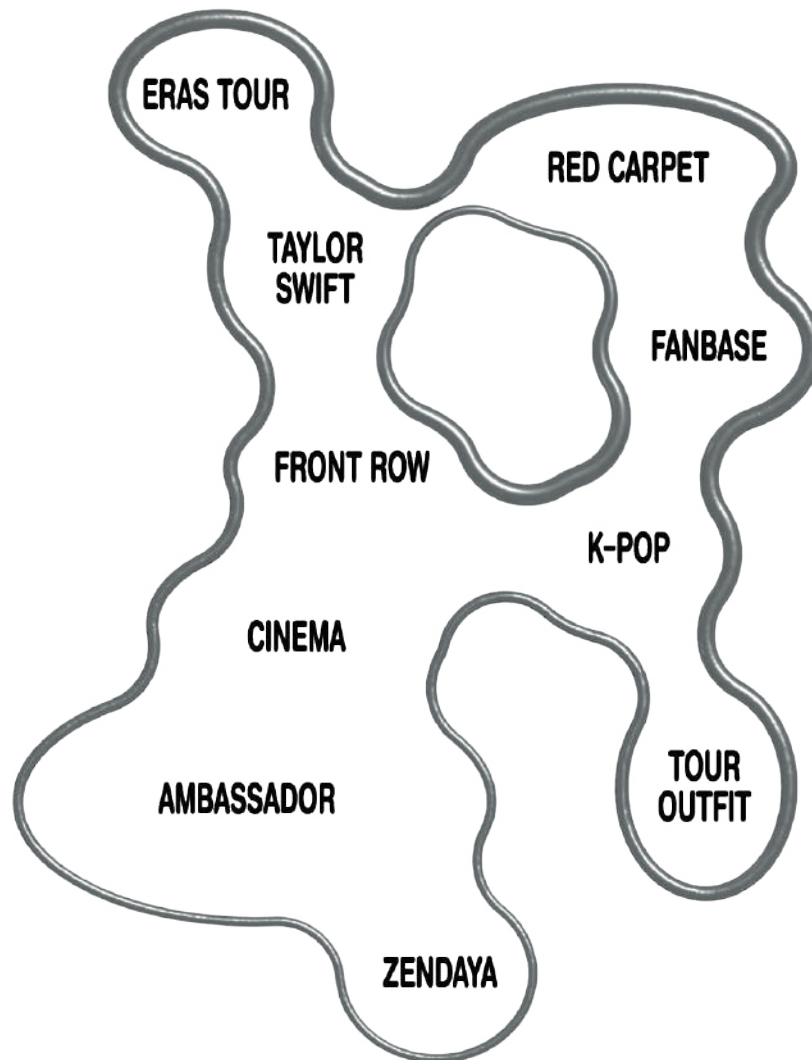 ERAS TOUR
RED CARPET
TAYLOR
SWIFT
FANBASE
FRONT ROW
K-POP
CINEMA
TOUR
OUTFIT
AMBASSADOR
ZENDAYA